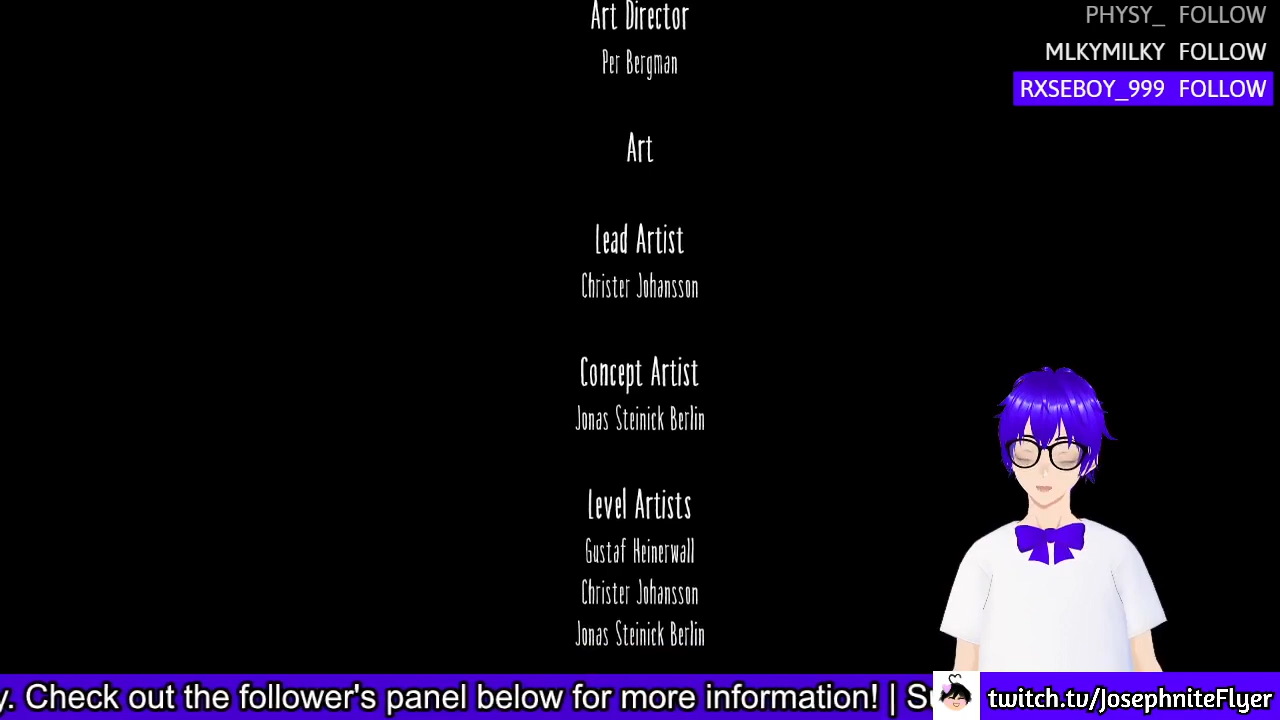 Art Director
Per Bergman
Art
Lead Artist
Christer Johansson
Concept Artist
Jonas Steinick Berlin
Level Artists
Gustaf Heinerwall
Christer Johansson
Jonas Steinick Berlin
PHYSY_ FOLLOW
MLKYMILKY FOLLOW
RXSEBOY_999 FOLLOW
y. Check out the follower's panel below for more information! | Su
twitch.tv/JosephniteFlyer